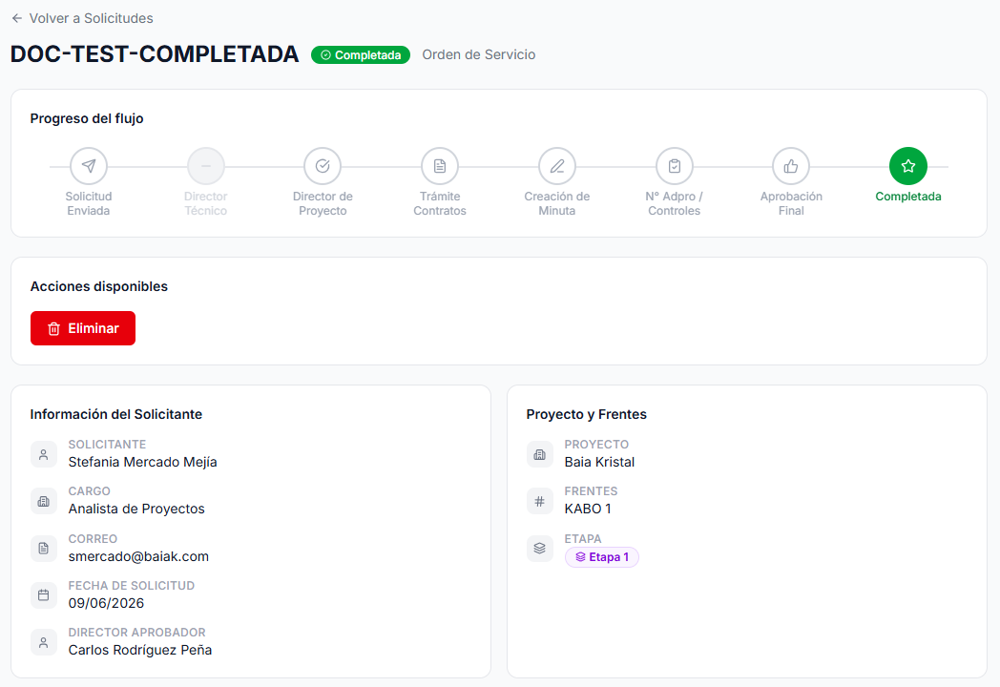 Volver a Solicitudes
DOC-TEST-COMPLETADA Completada Orden de Servicio
Progreso del flujo
Solicitud Enviada
Director Técnico
Director de Proyecto
Trámite Contratos
Creación de Minuta
N° Adpro / Controles
Aprobación Final
Completada
Acciones disponibles
Eliminar
Información del Solicitante
SOLICITANTE
Stefania Mercado Mejía
CARGO
Analista de Proyectos
CORREO
smercado@baiak.com
FECHA DE SOLICITUD
09/06/2026
DIRECTOR APROBADOR
Carlos Rodríguez Peña
Proyecto y Frentes
PROYECTO
Baia Kristal
FRENTES
KABO 1
ETAPA
Etapa 1